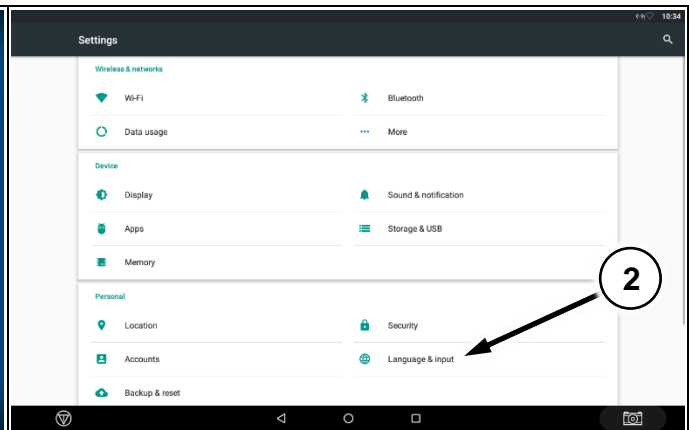 10:34
Settings
Wireless & networks
Wi-Fi
Bluetooth
Data usage
More
Device
Display
Sound & notification
Apps
Storage & USB
Memory
2
Personal
Location
Security
Accounts
Language & input
Backup & reset